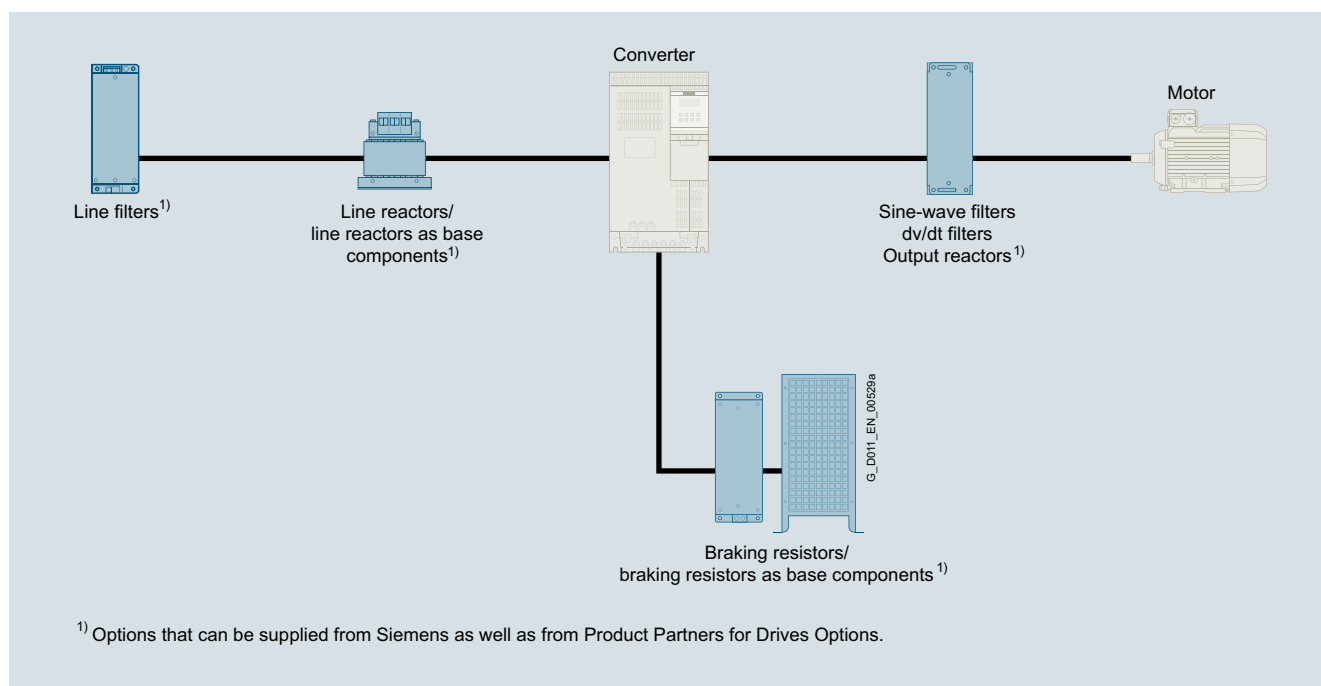 Converter
Motor
Line filters1)
Line reactors/
line reactors as base
components1)
Sine-wave filters
dv/dt filters
Output reactors1)
G_D011_EN_00529a
Braking resistors/
braking resistors as base components1)
1) Options that can be supplied from Siemens as well as from Product Partners for Drives Options.